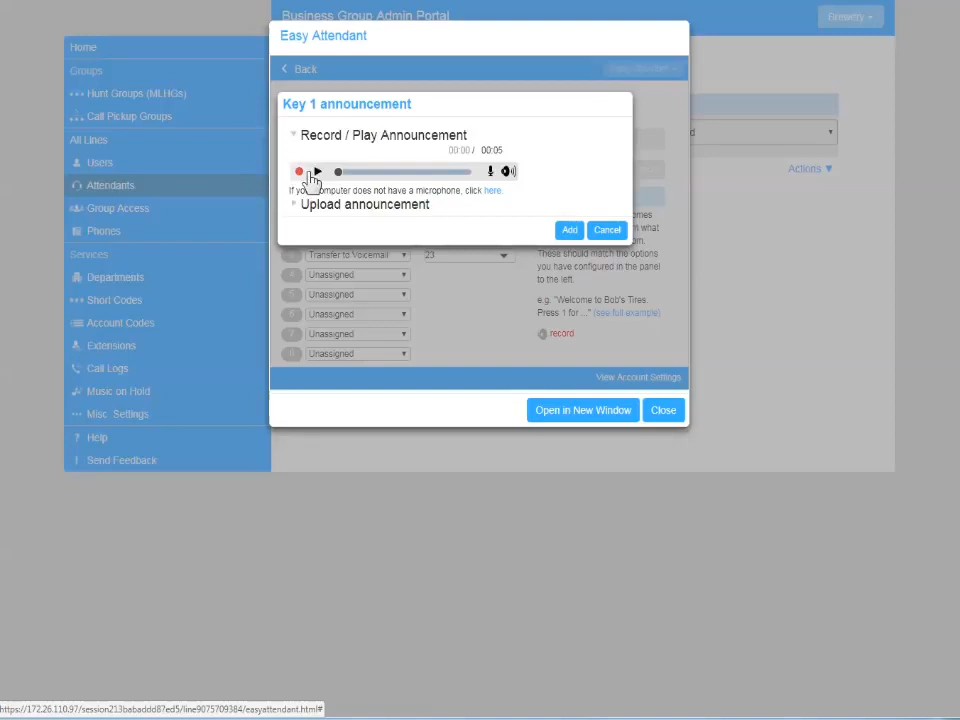 Business Group Admin Portal
Brewery
Easy Attendant
Home
Groups
Hunt Groups (MLHGs)
Call Pickup Groups
All Lines
Users
Attendants
Group Access
Phones
Services
Departments
Short Codes
Account Codes
Extensions
Call Logs
Music on Hold
Misc. Settings
? Help
! Send Feedback
Back
Key 1 announcement
Record / Play Announcement
00:00 / 00:05
If your computer does not have a microphone, click here.
Upload announcement
Add
Cancel
Actions ▼
Transfer to Voicemail
23
Unassigned
Unassigned
Unassigned
Unassigned
Unassigned
These should match the options
you have configured in the panel
to the left.
e.g. "Welcome to Bob's Tires.
Press 1 for ..." (see full example)
record
View Account Settings
Open in New Window
Close
https://172.26.110.97/session213babaddd87ed5/line9075709384/easyattendant.html#